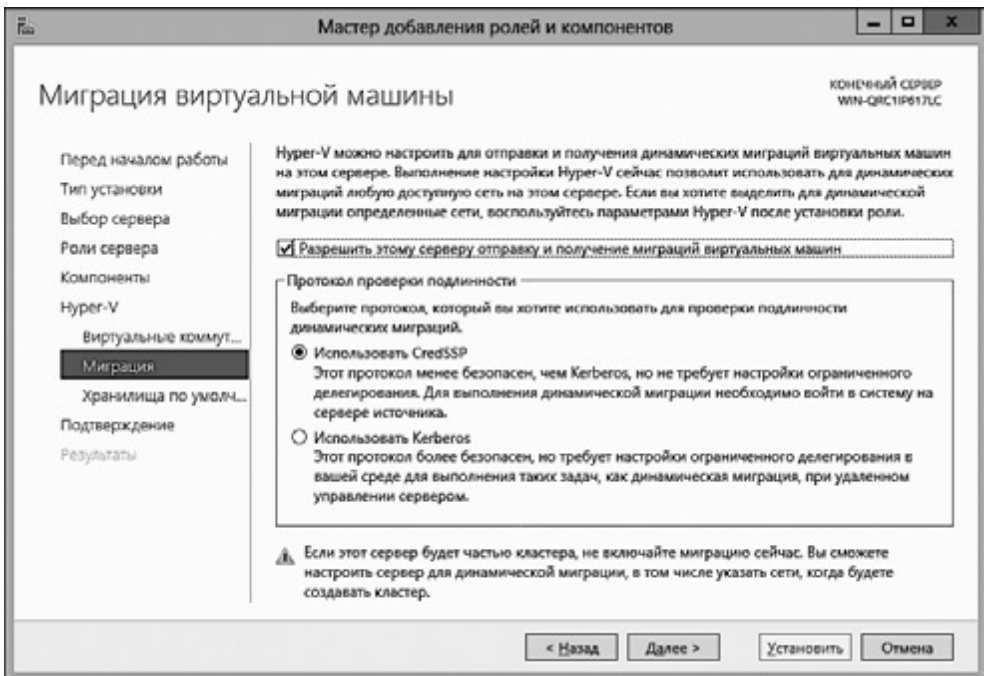 Мастер добавления ролей и компонентов
Миграция виртуальной машины
КОНЕЧНЫЙ СЕРВЕР
WIN-QRC1IP617LC
Перед началом работы
Тип установки
Выбор сервера
Роли сервера
Компоненты
Hyper-V
Виртуальные коммут...
Миграция
Хранилища по умолч...
Подтверждение
Результаты
Hyper-V можно настроить для отправки и получения динамических миграций виртуальных машин
на этом сервере. Выполнение настройки Hyper-V сейчас позволит использовать для динамических
миграций любую доступную сеть на этом сервере. Если вы хотите выделить для динамической
миграции определенные сети, воспользуйтесь параметрами Hyper-V после установки роли.
Разрешить этому серверу отправку и получение миграций виртуальных машин
Протокол проверки подлинности
Выберите протокол, который вы хотите использовать для проверки подлинности
динамических миграций.
Использовать CredSSP
Этот протокол менее безопасен, чем Kerberos, но не требует настройки ограниченного
делегирования. Для выполнения динамической миграции необходимо войти в систему на
сервере источника.
Использовать Kerberos
Этот протокол более безопасен, но требует настройки ограниченного делегирования в
вашей среде для выполнения таких задач, как динамическая миграция, при удаленном
управлении сервером.
Если этот сервер будет частью кластера, не включайте миграцию сейчас. Вы сможете
настроить сервер для динамической миграции, в том числе указать сети, когда будете
создавать кластер.
< Назад
Далее >
Установить
Отмена